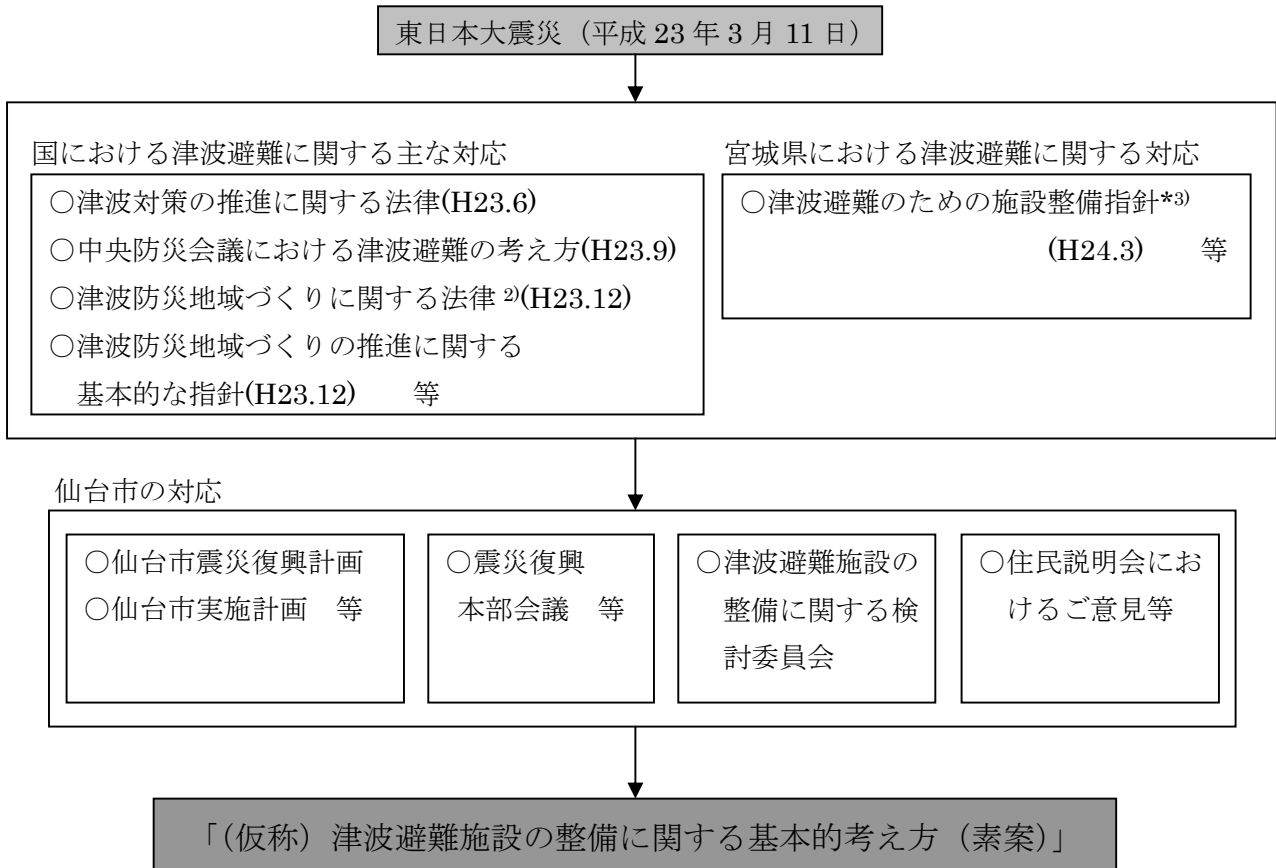 東日本大震災（平成 23 年 3 月 11 日）
国における津波避難に関する主な対応
○津波対策の推進に関する法律(H23.6)
○中央防災会議における津波避難の考え方(H23.9)
○津波防災地域づくりに関する法律 2)(H23.12)
○津波防災地域づくりの推進に関する
基本的な指針(H23.12)　等
宮城県における津波避難に関する対応
○津波避難のための施設整備指針*3)
(H24.3)　等
仙台市の対応
○仙台市震災復興計画
○仙台市実施計画　等
○震災復興
本部会議　等
○津波避難施設の
整備に関する検
討委員会
○住民説明会にお
けるご意見等
「（仮称）津波避難施設の整備に関する基本的考え方（素案）」